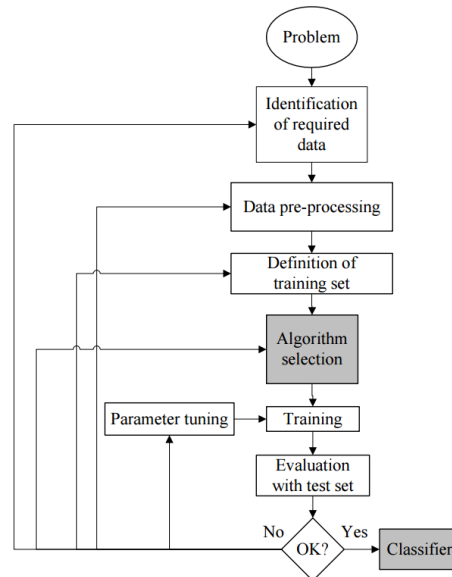 Problem
Identification
of required
data
Data pre-processing
Definition of
training set
Algorithm
selection
Parameter tuning
Training
Evaluation
with test set
No
OK?
Yes
Classifier